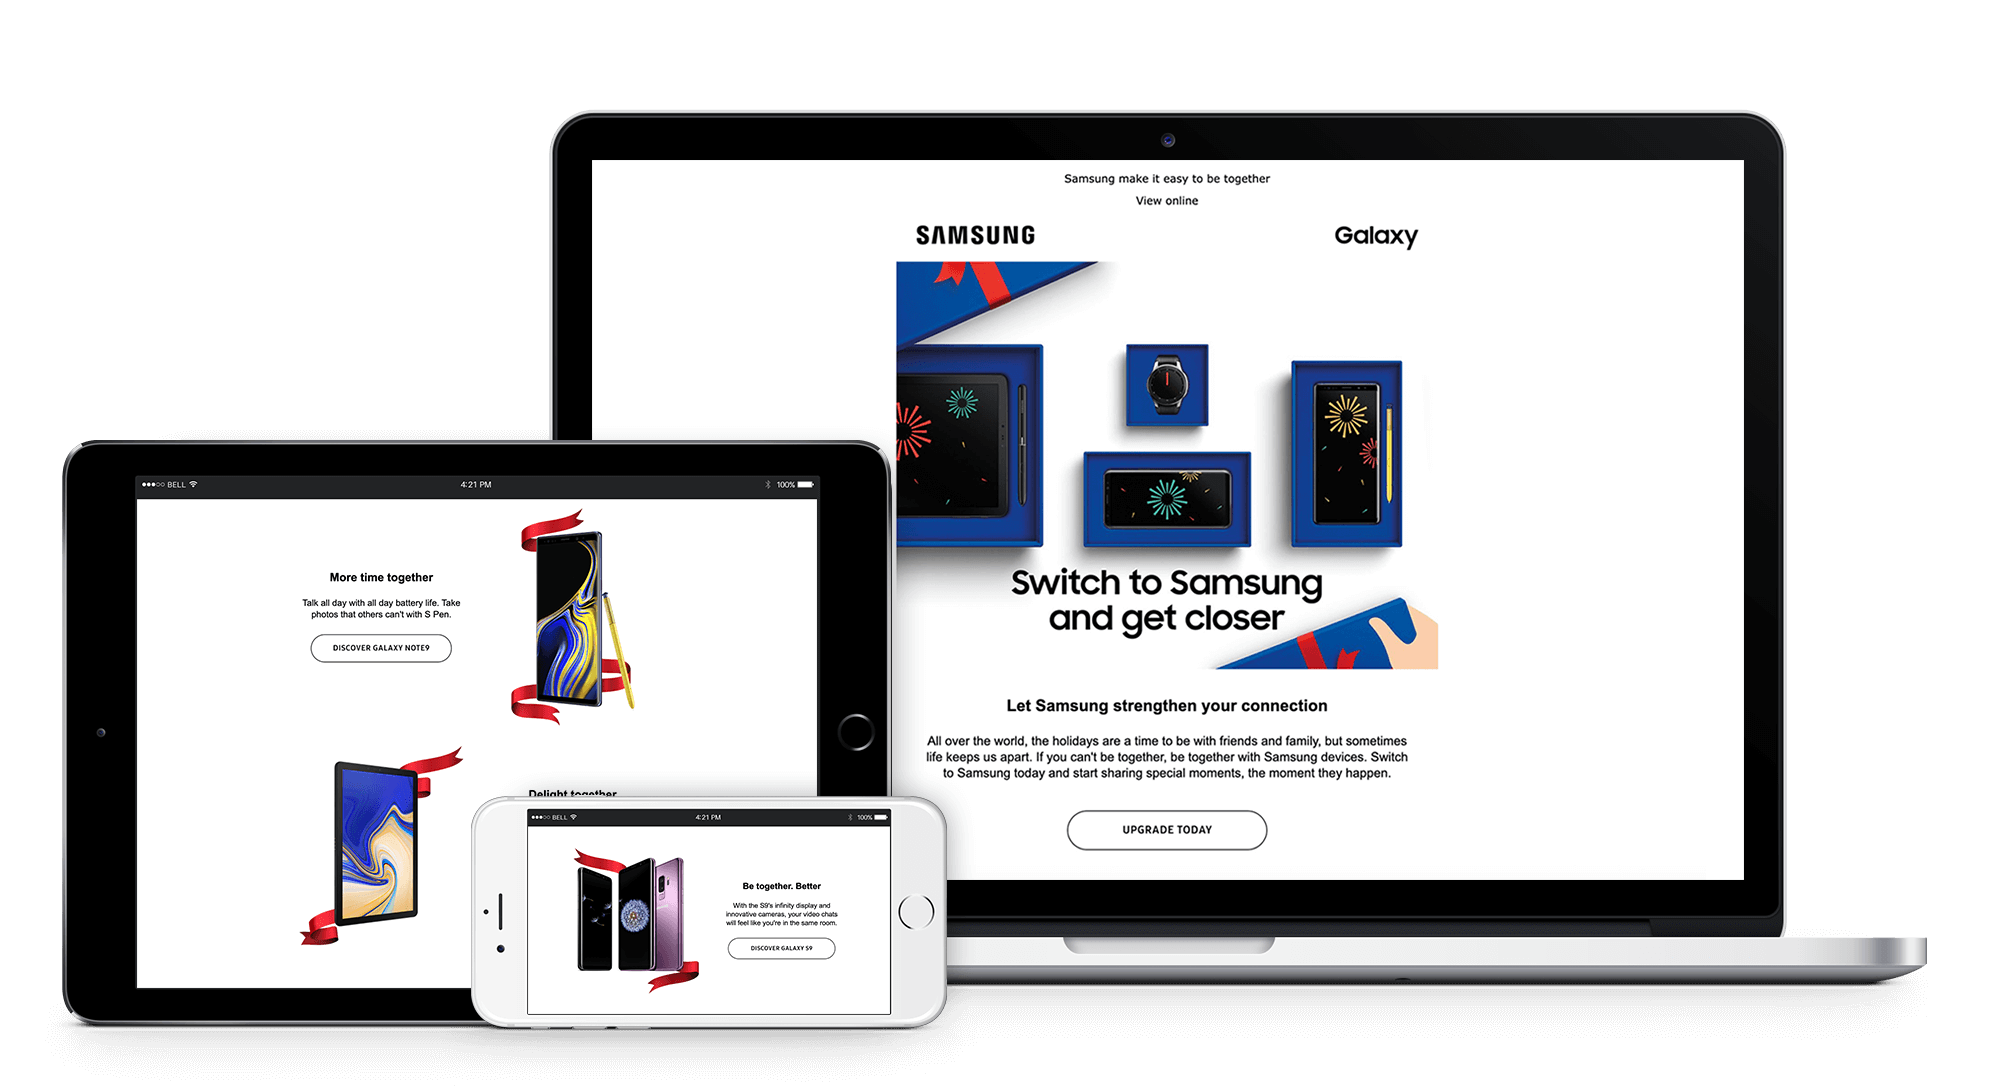 Samsung make it easy to be together
View online
SAMSUNG
Galaxy
Switch to Samsung
and get closer
Let Samsung strengthen your connection
All over the world, the holidays are a time to be with friends and family, but sometimes
life keeps us apart. If you can't be together, be together with Samsung devices. Switch
to Samsung today and start sharing special moments, the moment they happen.
UPGRADE TODAY
BELL
4:21 PM
100%
More time together
Talk all day with all day battery life. Take
photos that others can't with S Pen.
DISCOVER GALAXY NOTE9
Delight together
BELL
4:21 PM
100%
Be together. Better
With the S9's infinity display and
innovative cameras, your video chats
will feel like you're in the same room.
DISCOVER GALAXY S9